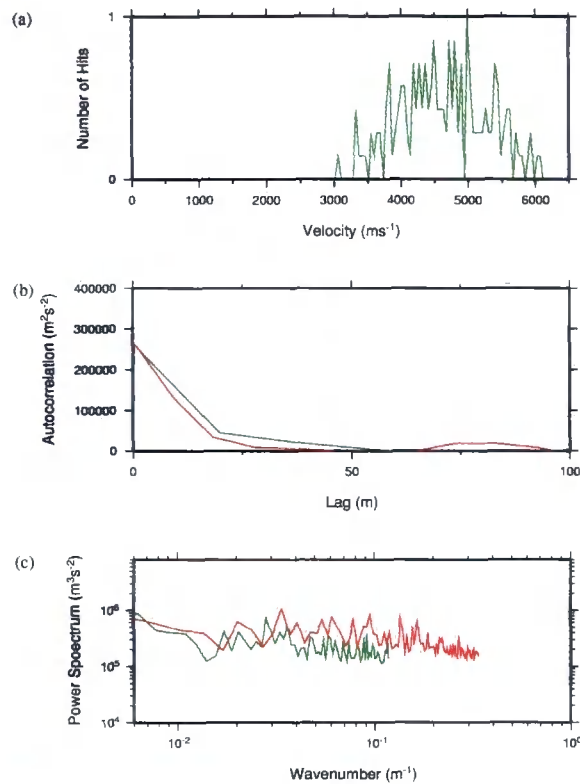 (a)
Number of Hits
1
0
0 1000 2000 3000 4000 5000 6000
Velocity (ms⁻¹)
(b)
Autocorrelation (m²s⁻²)
400000
300000
200000
100000
0
0 50 100
Lag (m)
(c)
Power Spoectrum (m³s⁻²)
10⁶
10⁵
10⁴
10⁻² 10⁻¹ 10⁰
Wavenumber (m⁻¹)